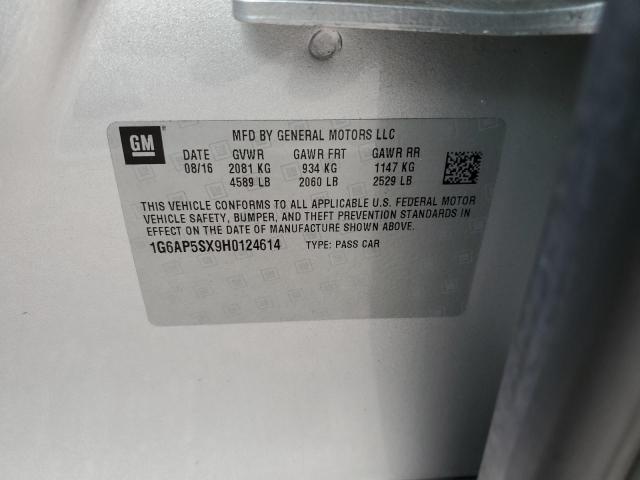 GM
MFD BY GENERAL MOTORS LLC
DATE GVWR GAWR FRT GAWR RR
08/16 2081 KG 934 KG 1147 KG
4589 LB 2060 LB 2529 LB
THIS VEHICLE CONFORMS TO ALL APPLICABLE U.S. FEDERAL MOTOR
VEHICLE SAFETY, BUMPER, AND THEFT PREVENTION STANDARDS IN
EFFECT ON THE DATE OF MANUFACTURE SHOWN ABOVE.
1G6AP5SX9H0124614 TYPE: PASS CAR